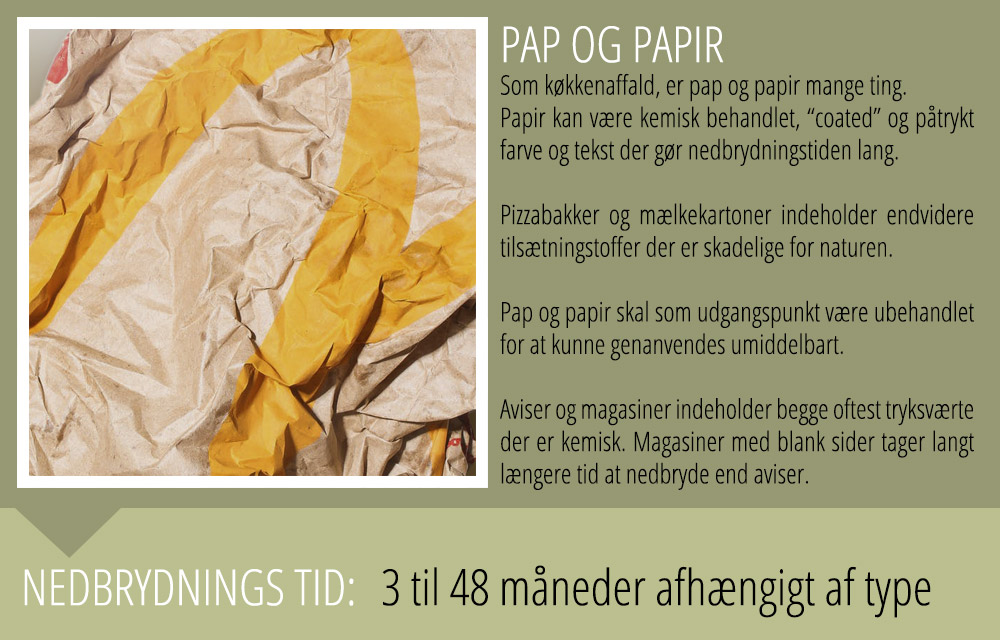 PAP OG PAPIR
Som køkkenaffald, er pap og papir mange ting.
Papir kan være kemisk behandlet, “coated” og påtrykt
farve og tekst der gør nedbrydningstiden lang.
Pizzabakker og mælkekartoner indeholder endvidere
tilsætningstoffer der er skadelige for naturen.
Pap og papir skal som udgangspunkt være ubehandlet
for at kunne genanvendes umiddelbart.
Aviser og magasiner indeholder begge oftest tryksværte
der er kemisk. Magasiner med blank sider tager langt
længere tid at nedbryde end aviser.
NEDBRYDNINGS TID: 3 til 48 måneder afhængigt af type